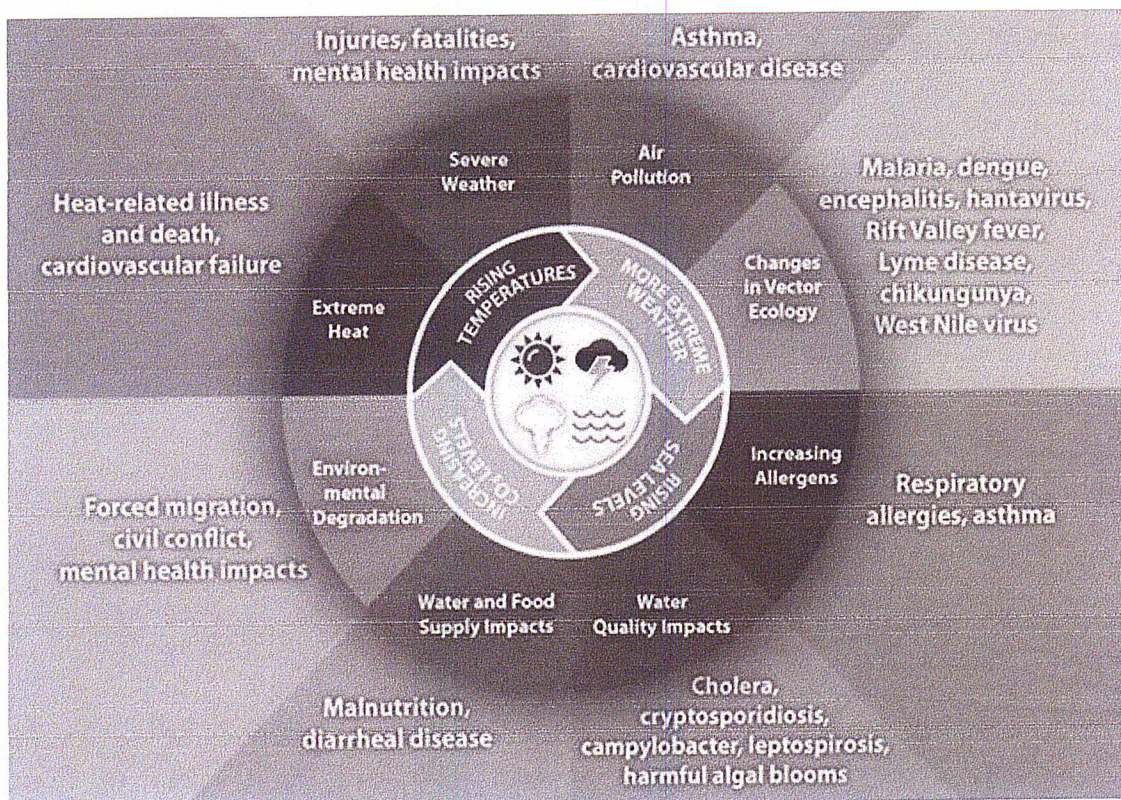 Injuries, fatalities,
mental health impacts
Asthma,
cardiovascular disease
Severe
Weather
Air
Pollution
Heat-related illness
and death,
cardiovascular failure
Extreme
Heat
Malaria, dengue,
encephalitis, hantavirus,
Rift Valley fever,
Lyme disease,
chikungunya,
West Nile virus
Changes
in Vector
Ecology
RISING
TEMPERATURES
MORE EXTREME
WEATHER
RISING
SEA LEVELS
INCREASING
CO₂ LEVELS
Environ-
mental
Degradation
Forced migration,
civil conflict,
mental health impacts
Increasing
Allergens
Respiratory
allergies, asthma
Water and Food
Supply Impacts
Water
Quality Impacts
Malnutrition,
diarrheal disease
Cholera,
cryptosporidiosis,
campylobacter, leptospirosis,
harmful algal blooms